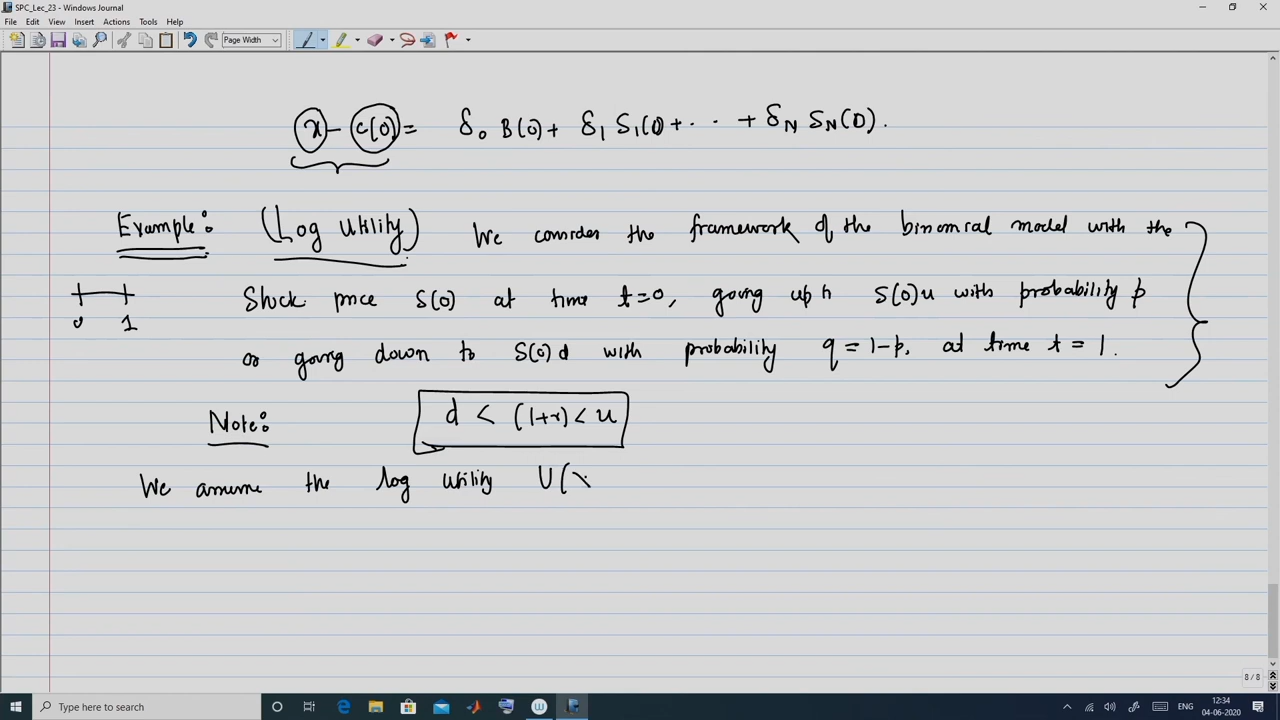 SPC_Lec_23 - Windows Journal
File Edit View Insert Actions Tools Help
Page Width
x - c(0) = δ₀ B(0) + δ₁ S₁(0) + · · · + δ_N S_N(0).
Example: (Log Utility) We consider the framework of the binomial model with the
Stock price S(0) at time t=0, going up to S(0)u with probability p
0 1
or going down to S(0)d with probability q = 1-p, at time t = 1.
Note: d < (1+r) < u
We assume the log utility U(
8 / 8
Type here to search
ENG
12:34
04-06-2020